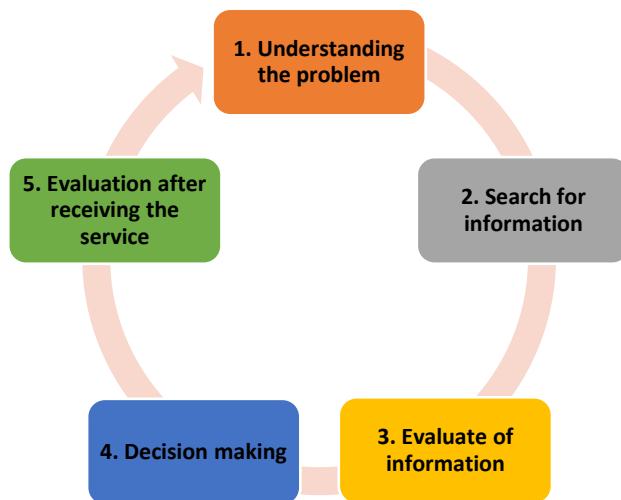 1. Understanding
the problem
2. Search for
information
3. Evaluate of
information
4. Decision making
5. Evaluation after
receiving the
service